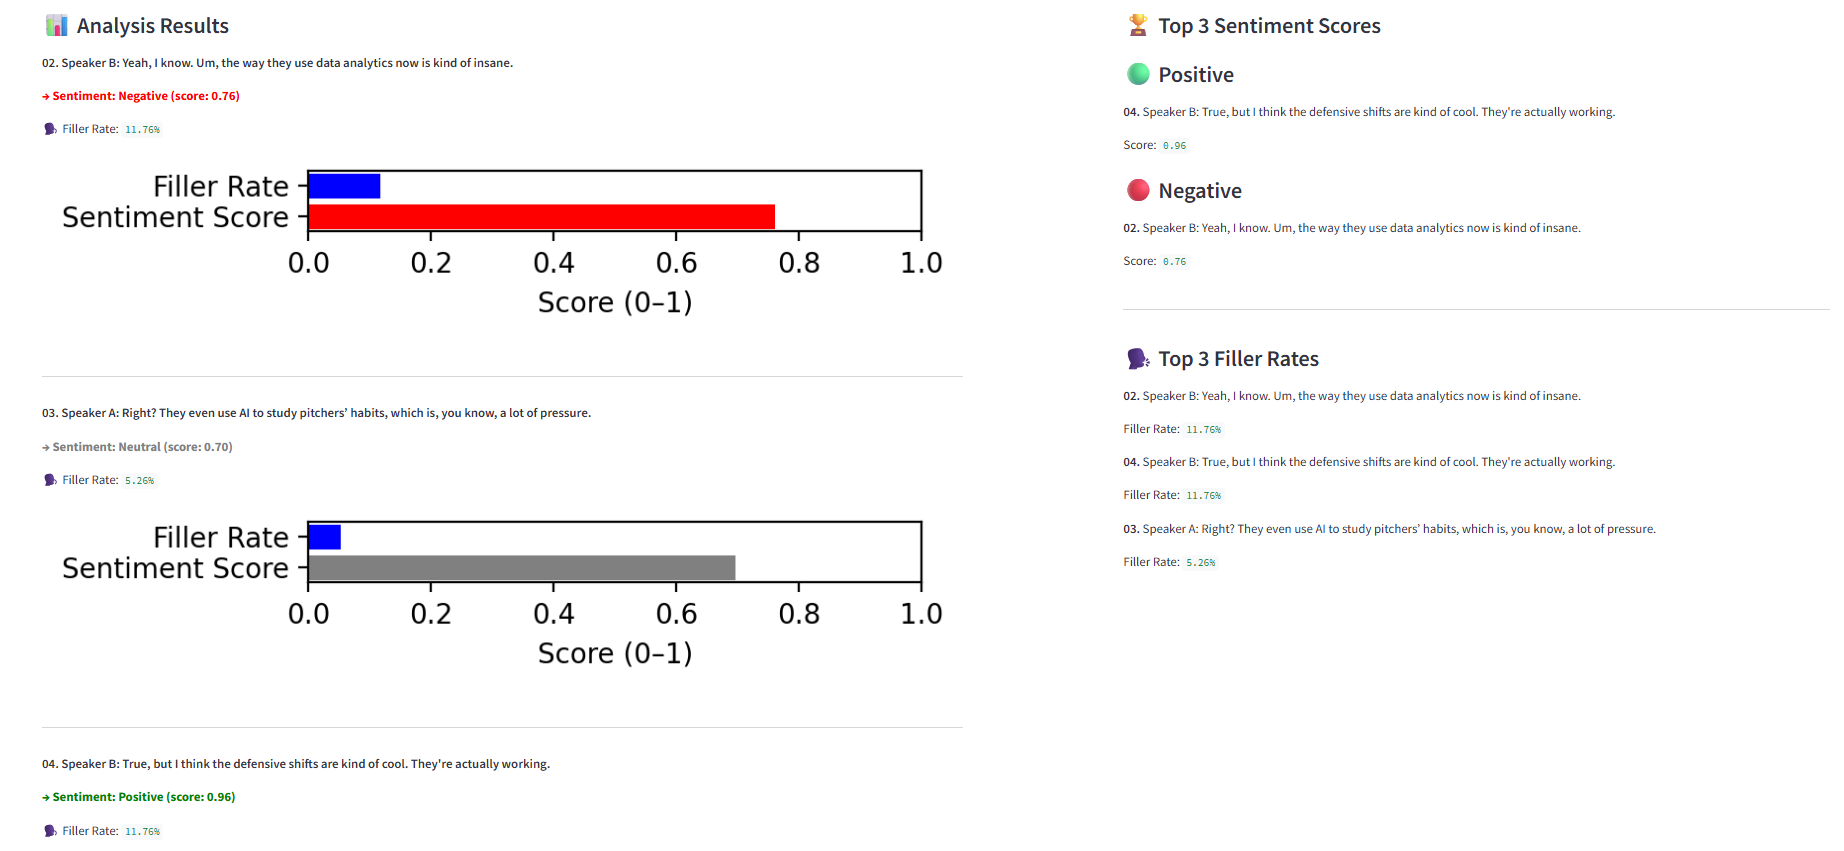 Analysis Results
02. Speaker B: Yeah, I know. Um, the way they use data analytics now is kind of insane.
→ Sentiment: Negative (score: 0.76)
Filler Rate: 11.76%
Filler Rate
Sentiment Score
0.0 0.2 0.4 0.6 0.8 1.0
Score (0–1)
03. Speaker A: Right? They even use AI to study pitchers’ habits, which is, you know, a lot of pressure.
→ Sentiment: Neutral (score: 0.70)
Filler Rate: 5.26%
Filler Rate
Sentiment Score
0.0 0.2 0.4 0.6 0.8 1.0
Score (0–1)
04. Speaker B: True, but I think the defensive shifts are kind of cool. They're actually working.
→ Sentiment: Positive (score: 0.96)
Filler Rate: 11.76%
Top 3 Sentiment Scores
Positive
04. Speaker B: True, but I think the defensive shifts are kind of cool. They're actually working.
Score: 0.96
Negative
02. Speaker B: Yeah, I know. Um, the way they use data analytics now is kind of insane.
Score: 0.76
Top 3 Filler Rates
02. Speaker B: Yeah, I know. Um, the way they use data analytics now is kind of insane.
Filler Rate: 11.76%
04. Speaker B: True, but I think the defensive shifts are kind of cool. They're actually working.
Filler Rate: 11.76%
03. Speaker A: Right? They even use AI to study pitchers’ habits, which is, you know, a lot of pressure.
Filler Rate: 5.26%